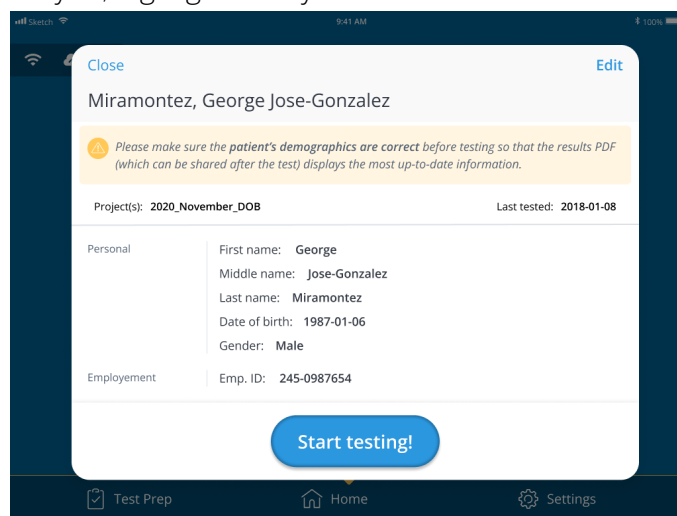 Sketch 9:41 AM 100%
Close Edit
Miramontez, George Jose-Gonzalez
Please make sure the patient's demographics are correct before testing so that the results PDF
(which can be shared after the test) displays the most up-to-date information.
Project(s): 2020_November_DOB Last tested: 2018-01-08
Personal First name: George
Middle name: Jose-Gonzalez
Last name: Miramontez
Date of birth: 1987-01-06
Gender: Male
Employement Emp. ID: 245-0987654
Start testing!
Test Prep Home Settings